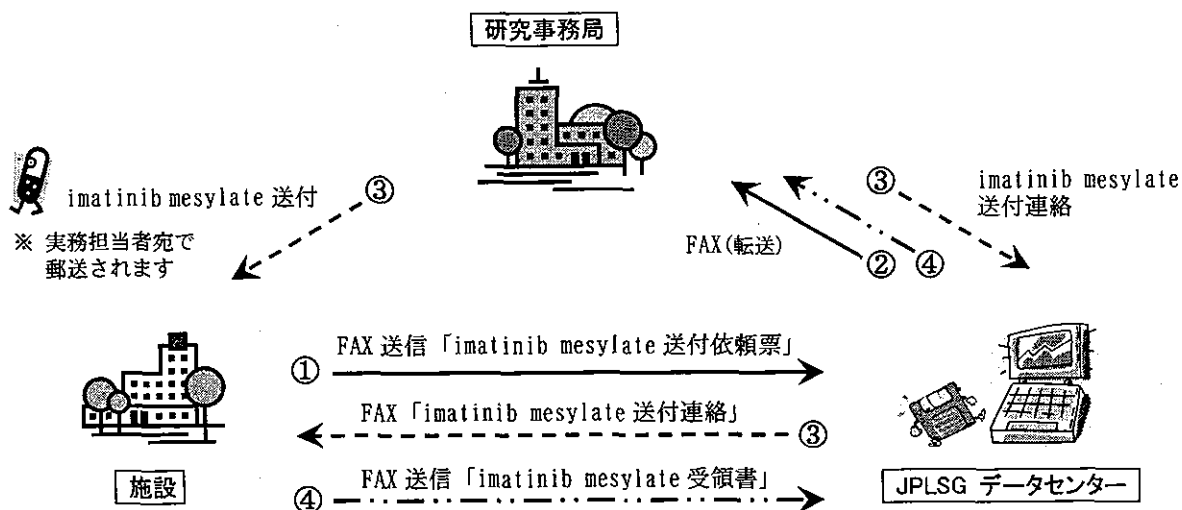 研究事務局
imatinib mesylate 送付
③
※ 実務担当者宛で
郵送されます
③
imatinib mesylate
送付連絡
FAX(転送)
②
④
FAX 送信「imatinib mesylate 送付依頼票」
①
FAX「imatinib mesylate 送付連絡」
③
FAX 送信「imatinib mesylate 受領書」
④
施設
JPLSG データセンター